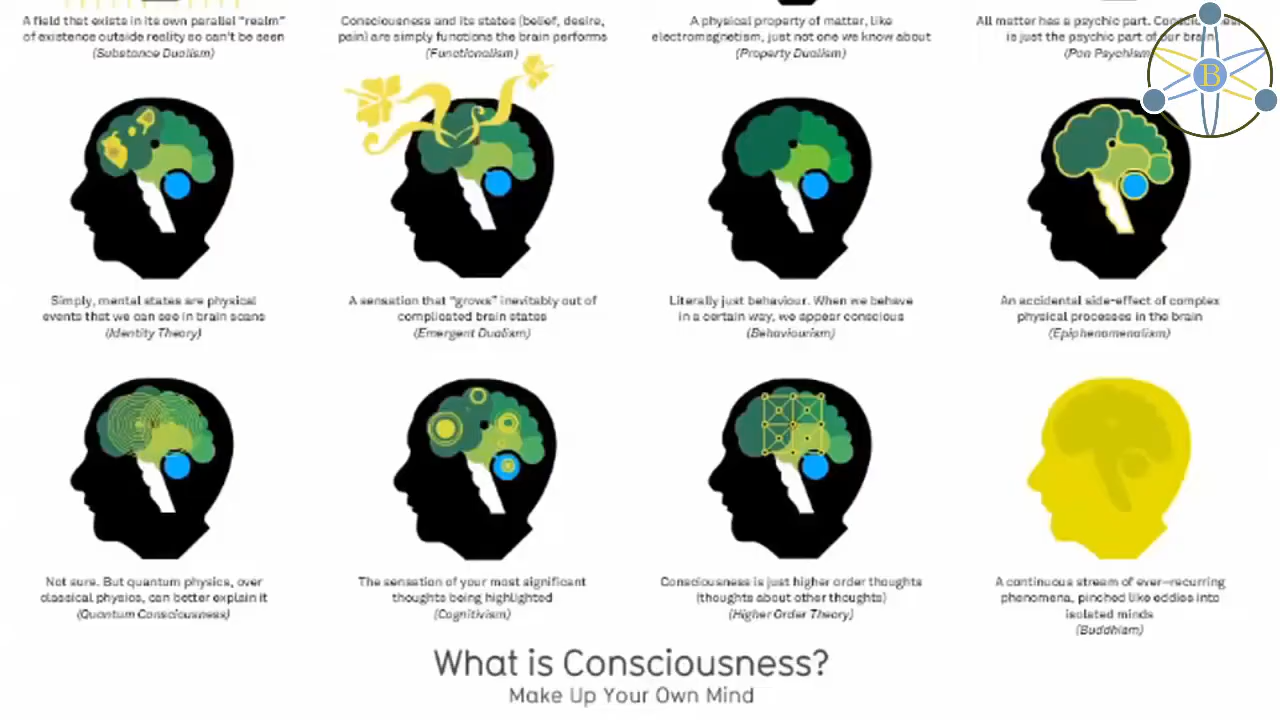 A field that exists in its own parallel "realm"
of existence outside reality so can't be seen
(Substance Dualism)
Consciousness and its states (belief, desire,
pain) are simply functions the brain performs
(Functionalism)
A physical property of matter, like
electromagnetism, just not one we know about
(Property Dualism)
All matter has a psychic part.
is just the psychic part of our brain
(Pan Psychism)
B
Simply, mental states are physical
events that we can see in brain scans
(Identity Theory)
A sensation that "grows" inevitably out of
complicated brain states
(Emergent Dualism)
Literally just behaviour. When we behave
in a certain way, we appear conscious
(Behaviourism)
An accidental side-effect of complex
physical processes in the brain
(Epiphenomenalism)
Not sure. But quantum physics, over
classical physics, can better explain it
(Quantum Consciousness)
The sensation of your most significant
thoughts being highlighted
(Cognitivism)
Consciousness is just higher order thoughts
(thoughts about other thoughts)
(Higher Order Theory)
A continuous stream of ever-recurring
phenomena, pinched like eddies into
isolated minds
(Buddhism)
What is Consciousness?
Make Up Your Own Mind